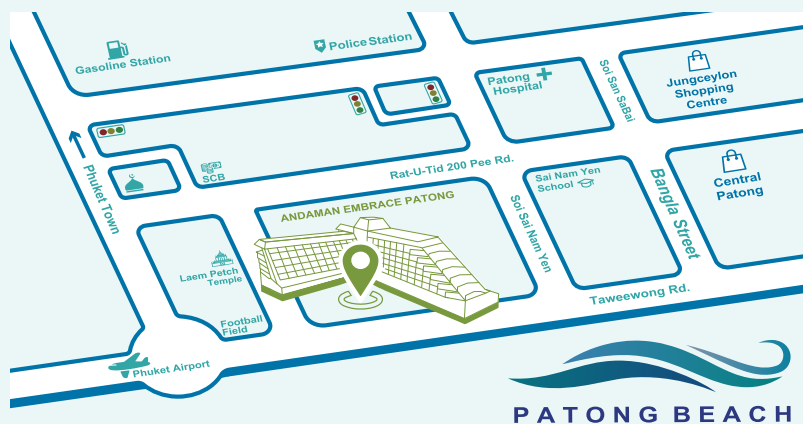 Gasoline Station
Police Station
Patong
Hospital
Soi San SaBai
Jungceylon
Shopping
Centre
Phuket Town
SCB
Rat-U-Tid 200 Pee Rd.
Sai Nam Yen
School
Bangla Street
Central
Patong
ANDAMAN EMBRACE PATONG
Soi Sai Nam Yen
Laem Petch
Temple
Football
Field
Taweewong Rd.
Phuket Airport
PATONG BEACH